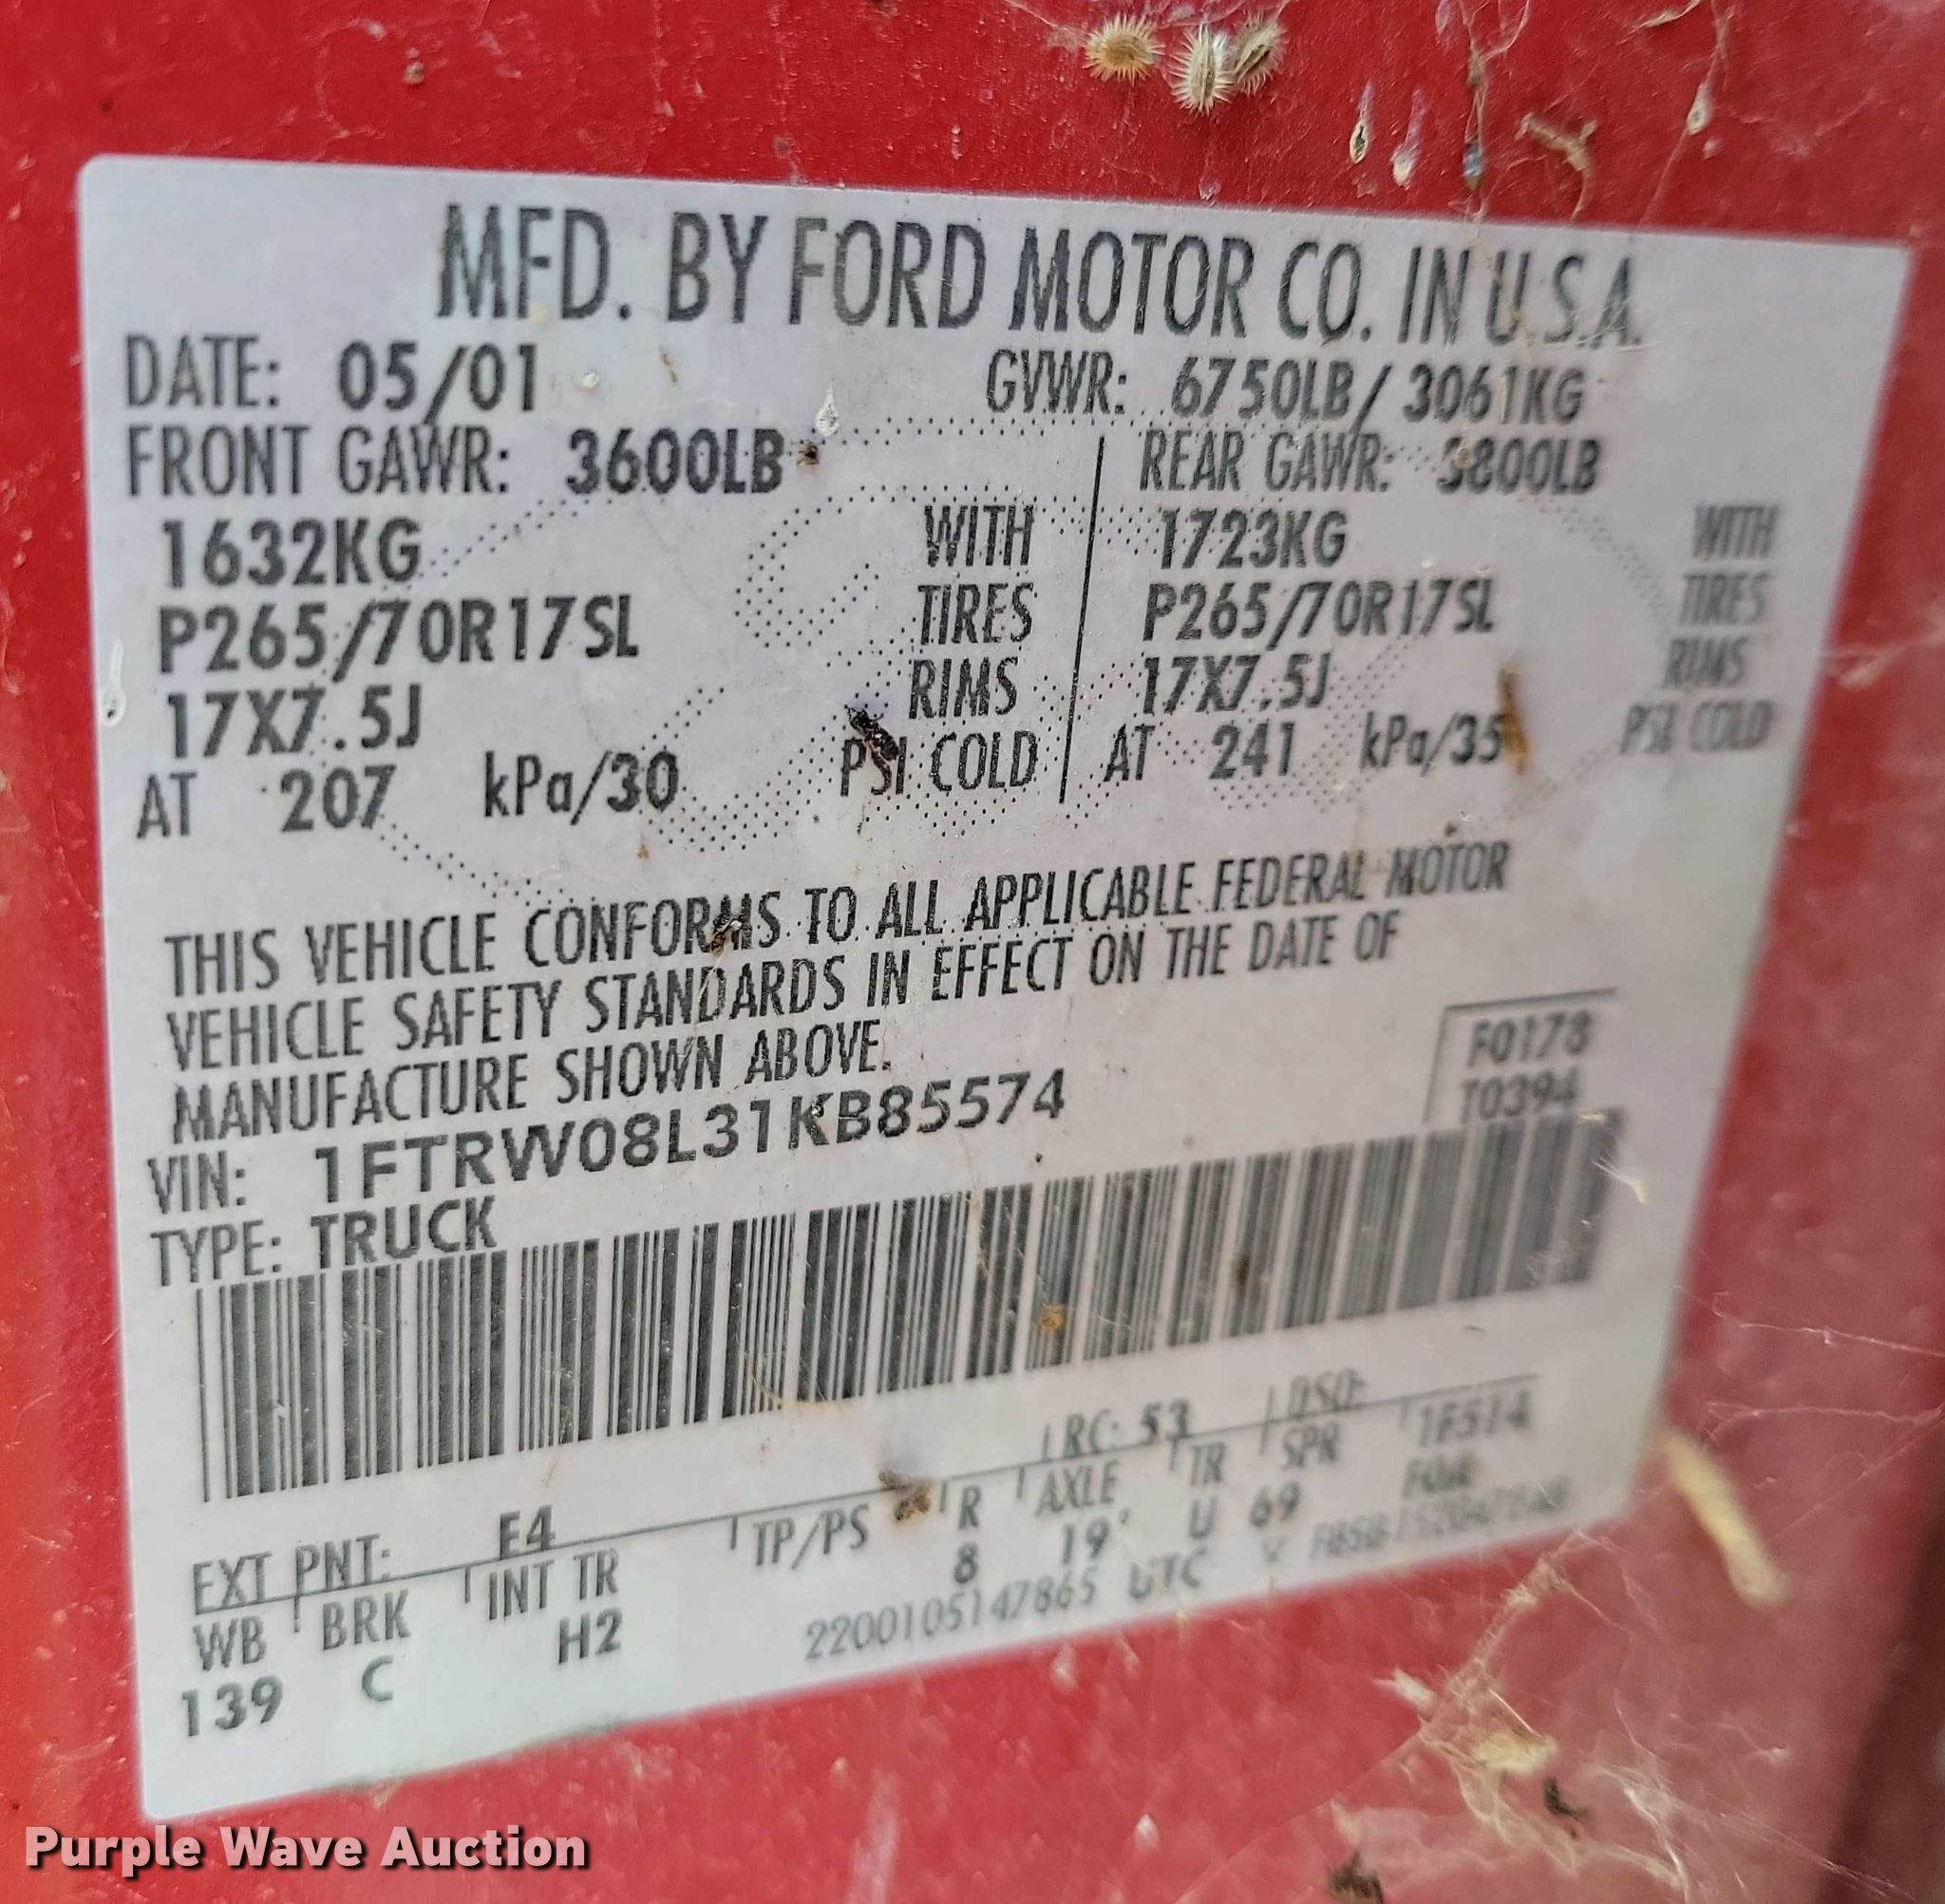 MFD. BY FORD MOTOR CO. IN U.S.A.
DATE: 05/01 GVWR: 6750LB/ 3061KG
FRONT GAWR: 3600LB REAR GAWR: 3800LB
1632KG WITH 1723KG WITH
P265/70R17SL TIRES P265/70R17SL TIRES
17X7.5J RIMS 17X7.5J RIMS
AT 207 kPa/30 PSI COLD AT 241 kPa/35 PSI COLD
THIS VEHICLE CONFORMS TO ALL APPLICABLE FEDERAL MOTOR
VEHICLE SAFETY STANDARDS IN EFFECT ON THE DATE OF
MANUFACTURE SHOWN ABOVE.
F0178
T0394
VIN: 1FTRW08L31KB85574
TYPE: TRUCK
EXT PNT: E4 RC: 53 DSO:
WB BRK INT TR TP/PS R AXLE TR SPR 1F514
139 C H2 8 19 U 69
2200105147865 UTC
Purple Wave Auction